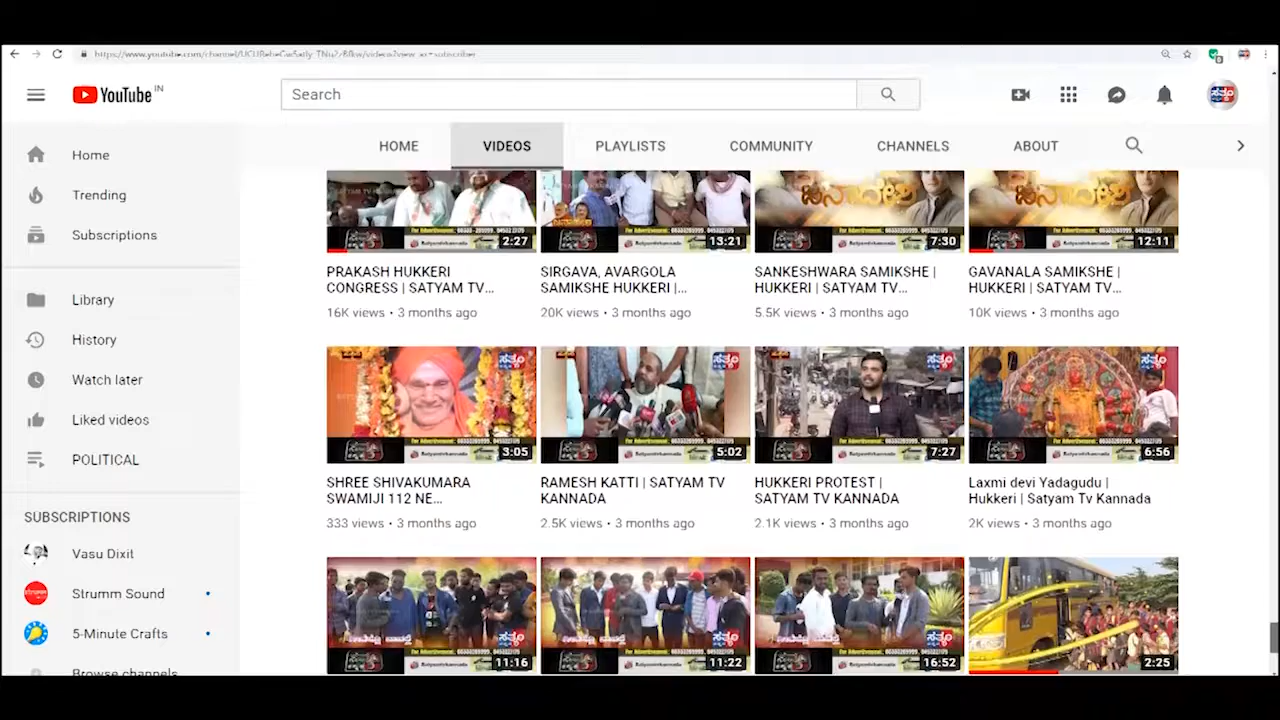 YouTube IN
Search
HOME
VIDEOS
PLAYLISTS
COMMUNITY
CHANNELS
ABOUT
Home
Trending
Subscriptions
Library
History
Watch later
Liked videos
POLITICAL
SUBSCRIPTIONS
Vasu Dixit
Strumm Sound
5-Minute Crafts
Browse channels
2:27
13:21
7:30
12:11
PRAKASH HUKKERI
CONGRESS | SATYAM TV...
16K views • 3 months ago
SIRGAVA, AVARGOLA
SAMIKSHE HUKKERI |...
20K views • 3 months ago
SANKESHWARA SAMIKSHE |
HUKKERI | SATYAM TV...
5.5K views • 3 months ago
GAVANALA SAMIKSHE |
HUKKERI | SATYAM TV...
10K views • 3 months ago
ಸತ್ಯಂ
3:05
5:02
7:27
6:56
SHREE SHIVAKUMARA
SWAMIJI 112 NE...
333 views • 3 months ago
RAMESH KATTI | SATYAM TV
KANNADA
2.5K views • 3 months ago
HUKKERI PROTEST |
SATYAM TV KANNADA
2.1K views • 3 months ago
Laxmi devi Yadagudu |
Hukkeri | Satyam Tv Kannada
2K views • 3 months ago
11:16
11:22
16:52
2:25